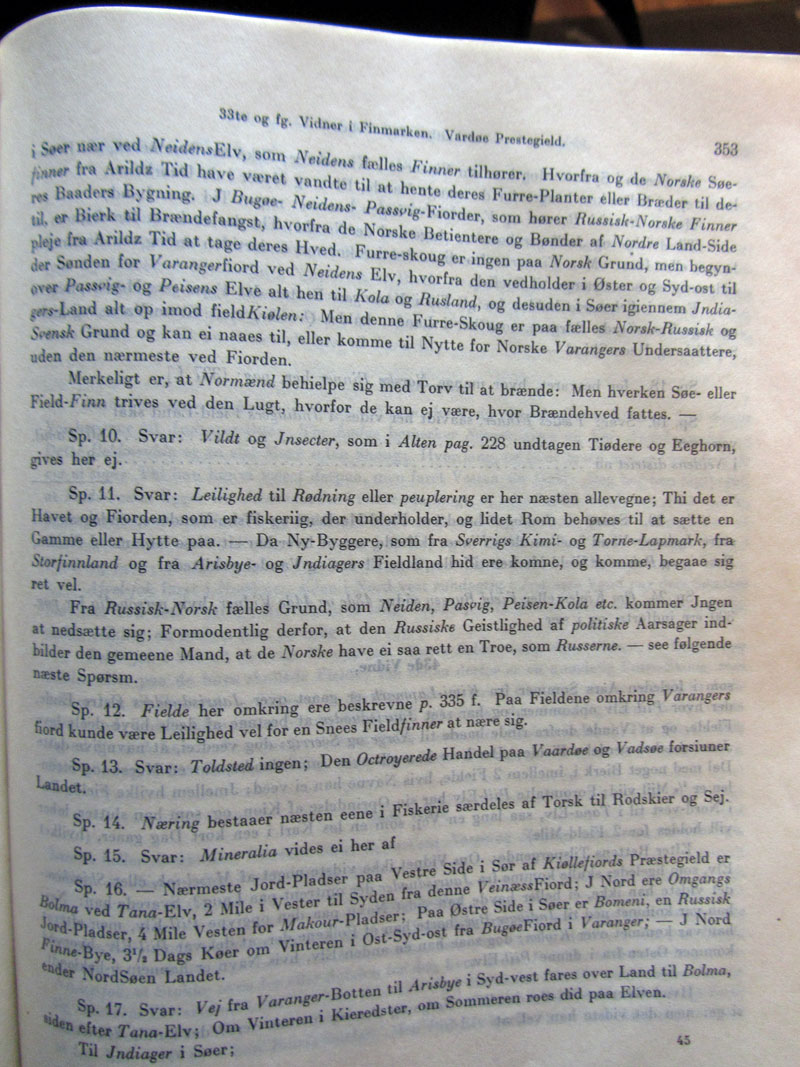 33te og fg. Vidner i Finmarken. Vardøe Prestegield. 353
i Søer nær ved NeidensElv, som Neidens fælles Finner tilhører. Hvorfra og de Norske Søe-
finner fra Arildz Tid have været vandte til at hente deres Furre-Planter eller Bræder til de-
res Baaders Bygning. J Bugøe- Neidens- Passvig-Fiorder, som hører Russisk-Norske Finner
til, er Bierk til Brændefangst, hvorfra de Norske Betientere og Bønder af Nordre Land-Side
pleje fra Arildz Tid at tage deres Hved. Furre-skoug er ingen paa Norsk Grund, men begyn-
der Sønden for Varangerfiord ved Neidens Elv, hvorfra den vedholder i Øster og Syd-ost til
over Passvig- og Peisens Elve alt hen til Kola og Rusland, og desuden i Søer igiennem Jndia-
gers-Land alt op imod fieldKiølen: Men denne Furre-Skoug er paa fælles Norsk-Russisk og
Svensk Grund og kan ei naaes til, eller komme til Nytte for Norske Varangers Undersaattere,
uden den nærmeste ved Fiorden.
Merkeligt er, at Normænd behielpe sig med Torv til at brænde: Men hverken Søe- eller
Field-Finn trives ved den Lugt, hvorfor de kan ej være, hvor Brændehved fattes. —
Sp. 10. Svar: Vildt og Jnsecter, som i Alten pag. 228 undtagen Tiødere og Eeghorn,
gives her ej.
Sp. 11. Svar: Leilighed til Rødning eller peuplering er her næsten allevegne; Thi det er
Havet og Fiorden, som er fiskeriig, der underholder, og lidet Rom behøves til at sætte en
Gamme eller Hytte paa. — Da Ny-Byggere, som fra Sverrigs Kimi- og Torne-Lapmark, fra
Storfinnland og fra Arisbye- og Jndiagers Fieldland hid ere komne, og komme, begaae sig
ret vel.
Fra Russisk-Norsk fælles Grund, som Neiden, Pasvig, Peisen-Kola etc. kommer Jngen
at nedsætte sig; Formodentlig derfor, at den Russiske Geistlighed af politiske Aarsager ind-
bilder den gemeene Mand, at de Norske have ei saa rett en Troe, som Russerne. — see følgende
næste Spørsm.
Sp. 12. Fielde her omkring ere beskrevne p. 335 f. Paa Fieldene omkring Varangers
fiord kunde være Leilighed vel for en Snees Fieldfinner at nære sig.
Sp. 13. Svar: Toldsted ingen; Den Octroyerede Handel paa Vaardøe og Vadsøe forsiuner
Landet.
Sp. 14. Næring bestaaer næsten eene i Fiskerie særdeles af Torsk til Rodskier og Sej.
Sp. 15. Svar: Mineralia vides ei her af
Sp. 16. — Nærmeste Jord-Pladser paa Vestre Side i Sør af Kiøllefiords Præstegield er
Bolma ved Tana-Elv, 2 Mile i Vester til Syden fra denne VeinæssFiord; J Nord ere Omgangs
Jord-Pladser, 4 Mile Vesten for Makour-Pladser; Paa Østre Side i Søer er Bomeni, en Russisk
Finne-Bye, 3½ Dags Køer om Vinteren i Ost-Syd-ost fra BugøeFiord i Varanger; — J Nord
ender NordSøen Landet.
Sp. 17. Svar: Vej fra Varanger-Botten til Arisbye i Syd-vest fares over Land til Bolma,
siden efter Tana-Elv; Om Vinteren i Kieredster, om Sommeren roes did paa Elven.
Til Jndiager i Søer;
45